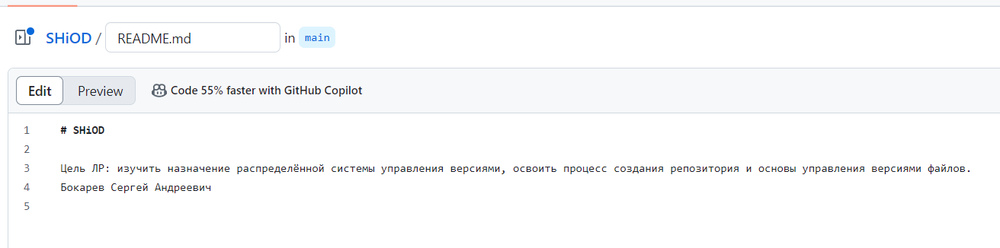 SHiOD / README.md in main
Edit Preview Code 55% faster with GitHub Copilot
1 # SHiOD
2
3 Цель ЛР: изучить назначение распределённой системы управления версиями, освоить процесс создания репозитория и основы управления версиями файлов.
4 Бокарев Сергей Андреевич
5